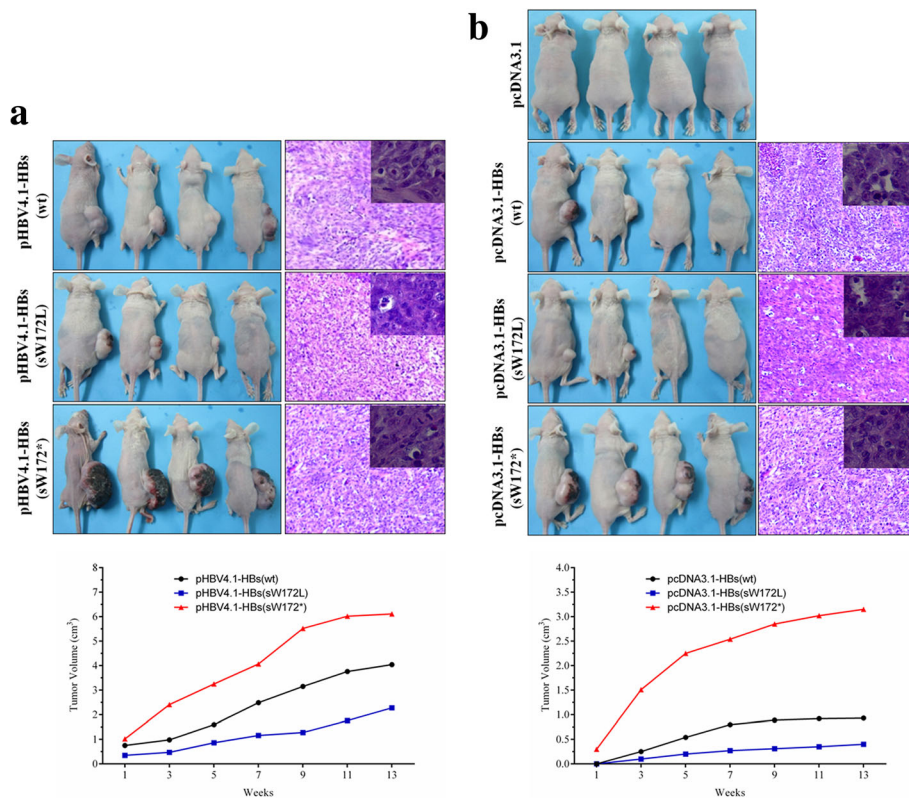 a
pHBV4.1-HBs
(wt)
pHBV4.1-HBs
(sW172L)
pHBV4.1-HBs
(sW172*)
8
7
6
5
4
3
2
1
0
Tumor Volume (cm³)
pHBV4.1-HBs(wt)
pHBV4.1-HBs(sW172L)
pHBV4.1-HBs(sW172*)
1 3 5 7 9 11 13
Weeks
b
pcDNA3.1
pcDNA3.1-HBs
(wt)
pcDNA3.1-HBs
(sW172L)
pcDNA3.1-HBs
(sW172*)
4.0
3.5
3.0
2.5
2.0
1.5
1.0
0.5
0.0
Tumor Volume (cm³)
pcDNA3.1-HBs(wt)
pcDNA3.1-HBs(sW172L)
pcDNA3.1-HBs(sW172*)
1 3 5 7 9 11 13
Weeks